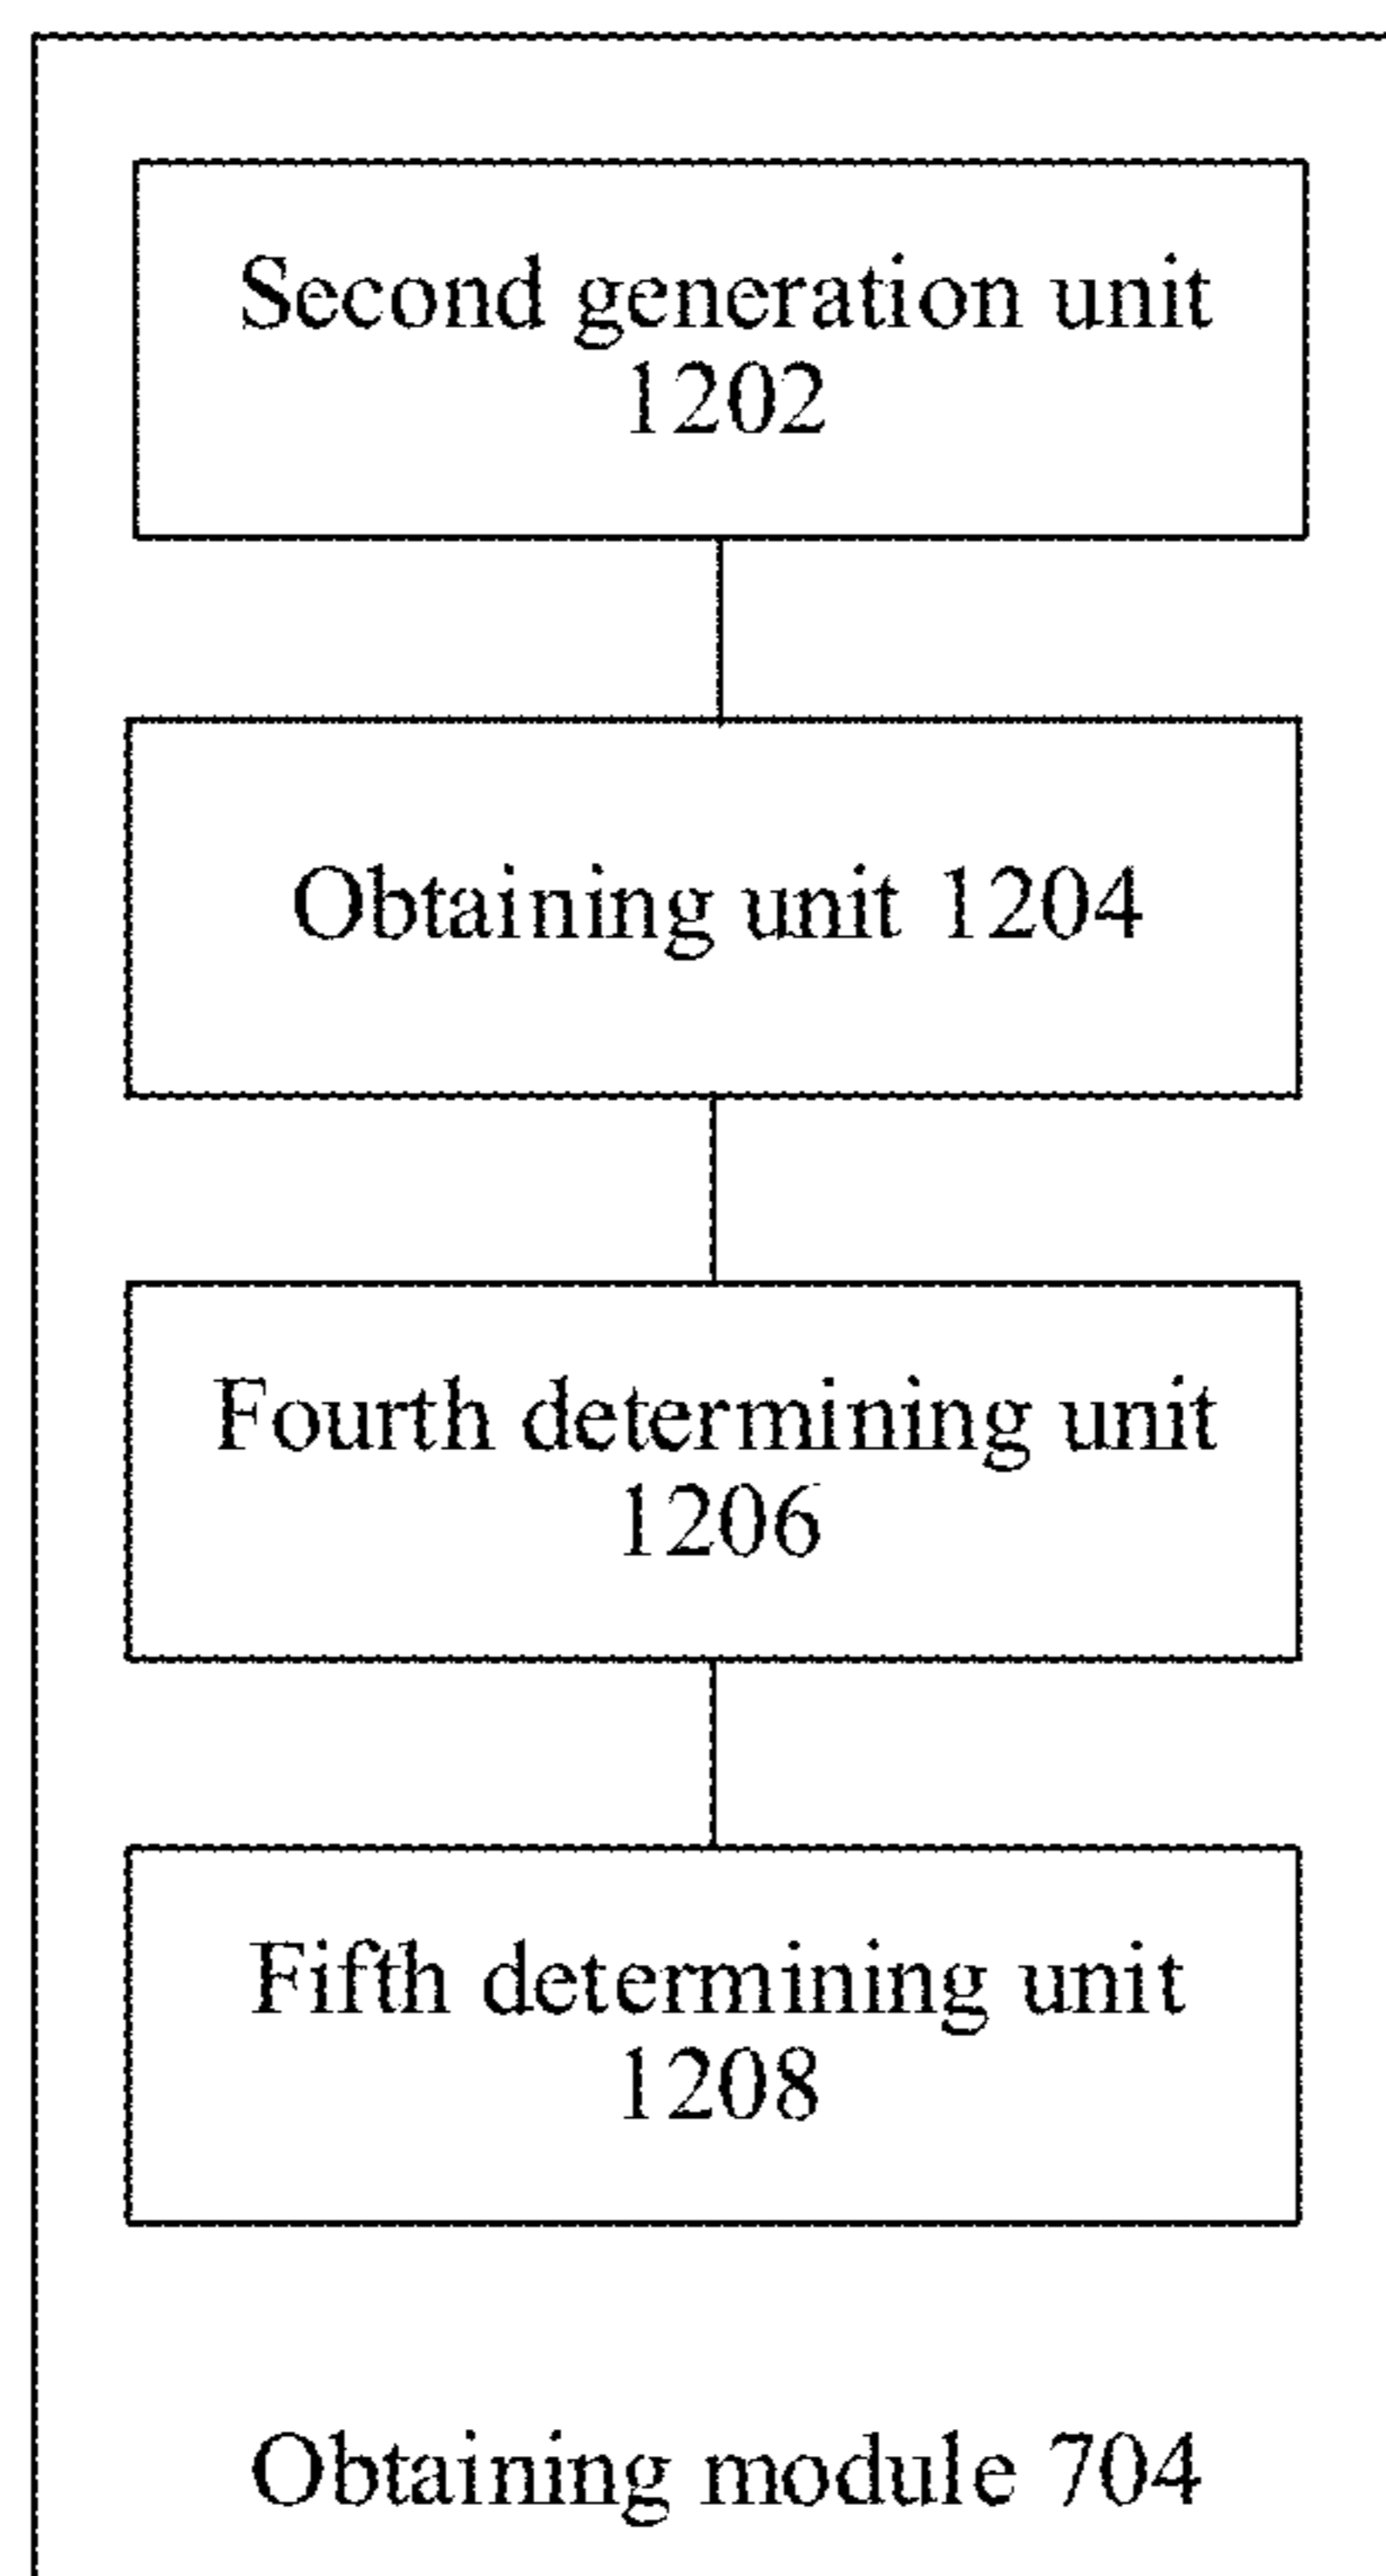 Second generation unit
1202
Obtaining unit 1204
Fourth determining unit
1206
Fifth determining unit
1208
Obtaining module 704